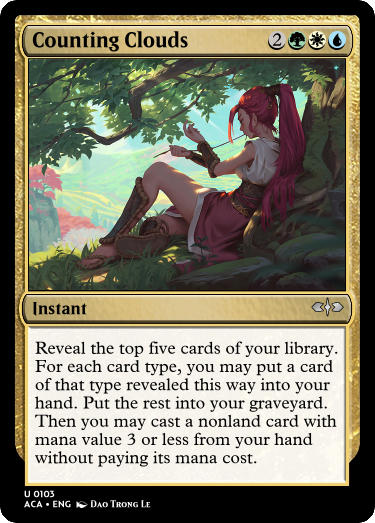 Counting Clouds 2
Instant
Reveal the top five cards of your library.
For each card type, you may put a card
of that type revealed this way into your
hand. Put the rest into your graveyard.
Then you may cast a nonland card with
mana value 3 or less from your hand
without paying its mana cost.
U 0103
ACA • ENG Dao Trong Le